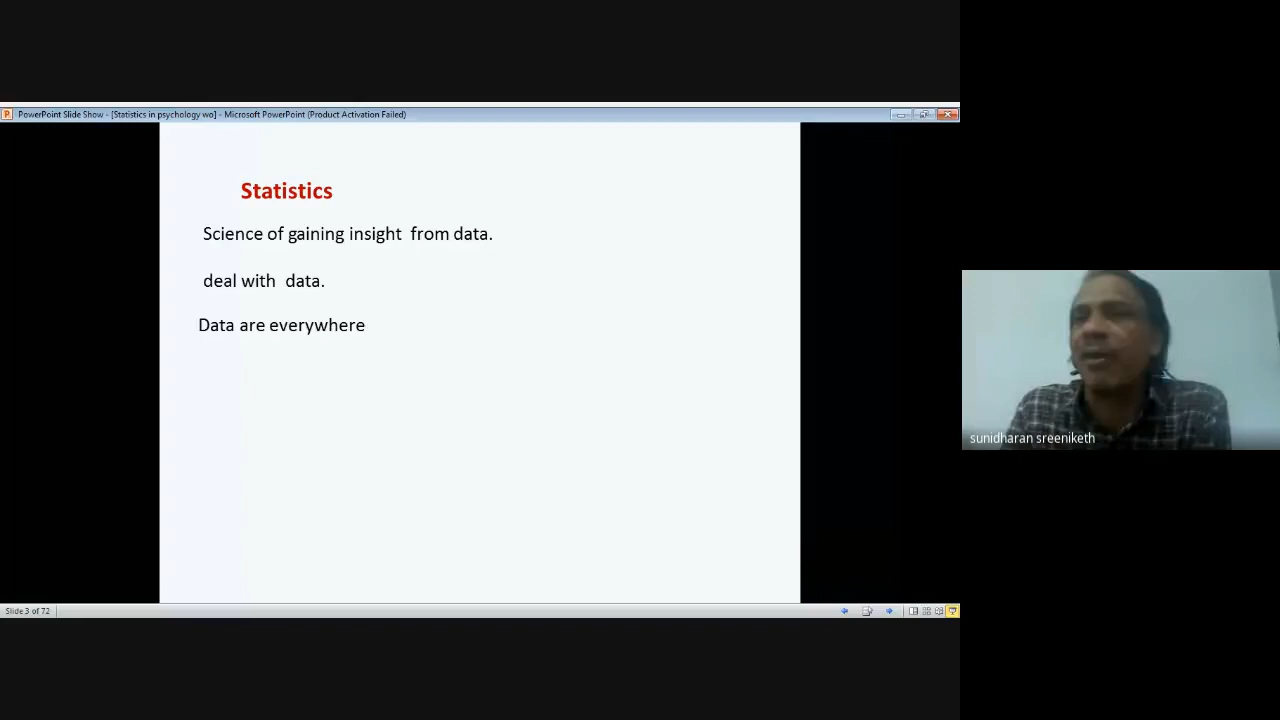 PowerPoint Slide Show - [Statistics in psychology wo] - Microsoft PowerPoint (Product Activation Failed)
Statistics
Science of gaining insight from data.
deal with data.
Data are everywhere
sunidharan sreeniketh
Slide 3 of 72